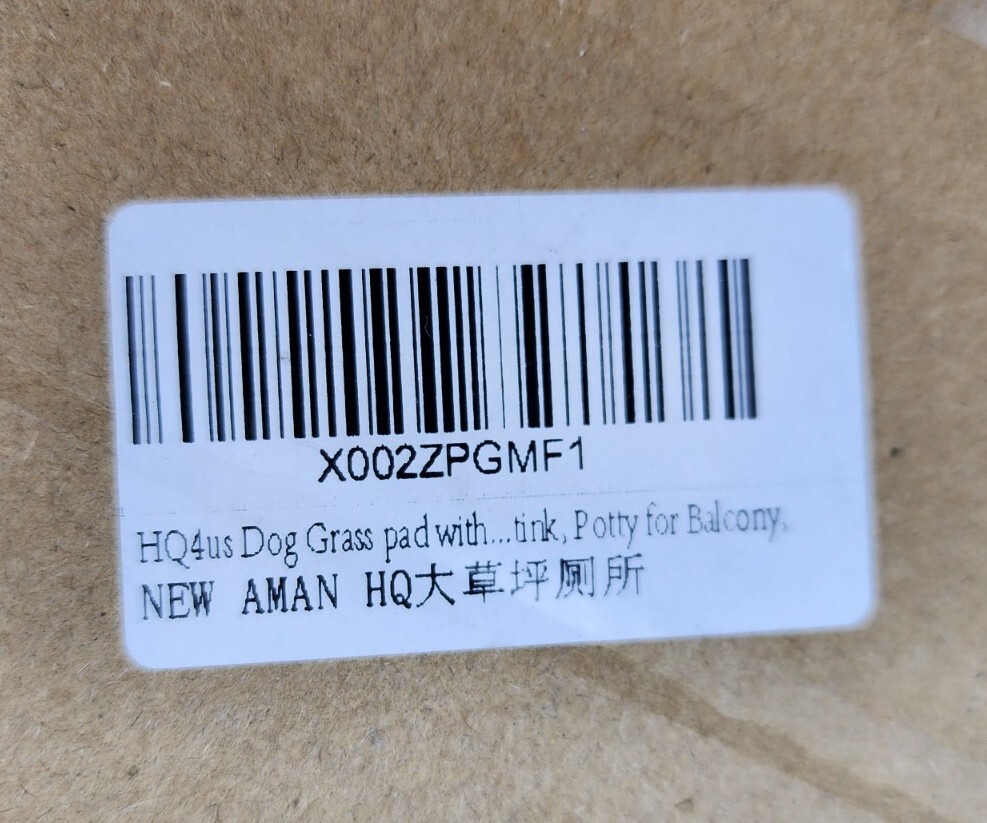 X002ZPGMF1
HQ4us Dog Grass pad with...tink, Potty for Balcony,
NEW AMAN HQ大草坪厕所